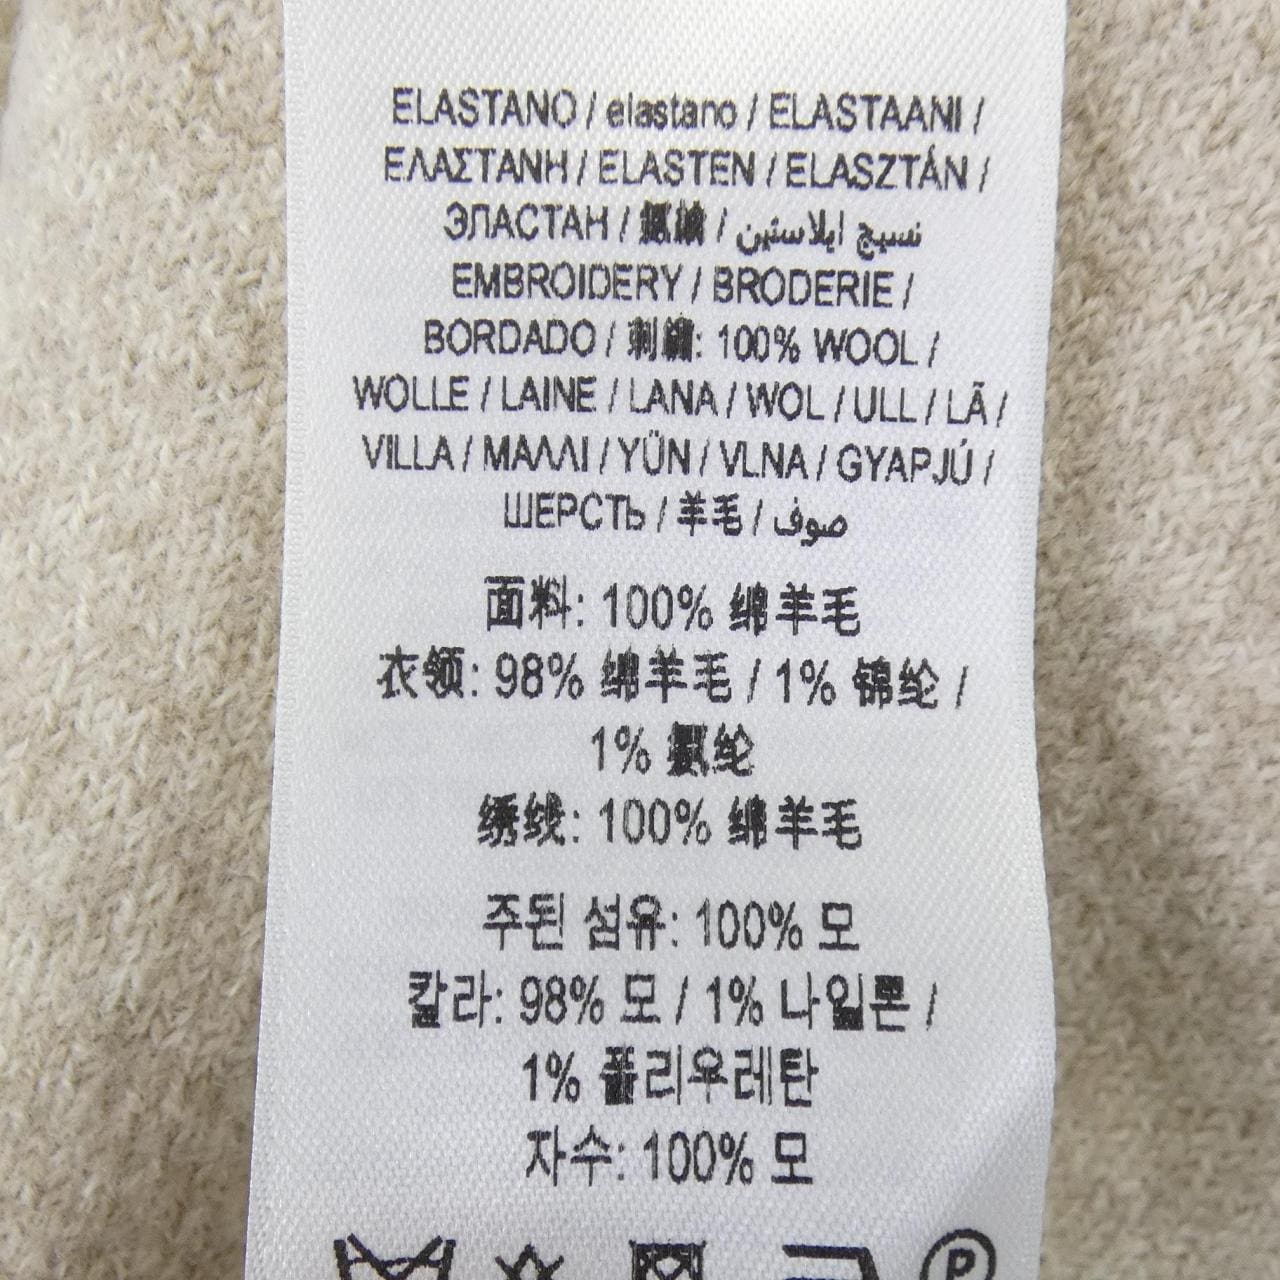 ELASTANO / elastano / ELASTAANI /
ΕΛΑΣΤΑΝΗ / ELASTEN / ELASZTÁN /
ЭЛАСТАН / / نسيج ايلاستين
EMBROIDERY / BRODERIE /
BORDADO / 刺繍: 100% WOOL /
WOLLE / LAINE / LANA / WOL / ULL / LÃ /
VILLA / ΜΑΛΛΙ / YÜN / VLNA / GYAPJÚ /
ШЕРСТЬ / 羊毛 / صوف
面料: 100% 绵羊毛
衣领: 98% 绵羊毛 / 1% 锦纶 /
1% 氨纶
绣线: 100% 绵羊毛
주된 섬유: 100% 모
칼라: 98% 모 / 1% 나일론 /
1% 폴리우레탄
자수: 100% 모
P